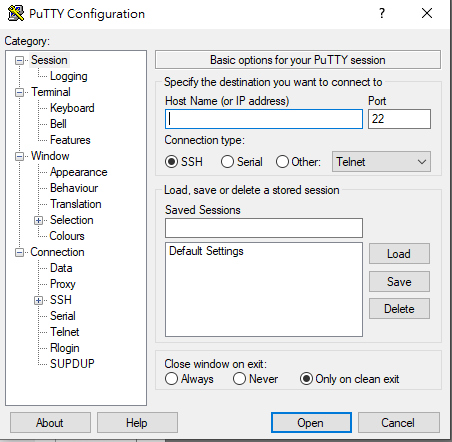 PuTTY Configuration
? ×
Category:
Session
Logging
Terminal
Keyboard
Bell
Features
Window
Appearance
Behaviour
Translation
Selection
Colours
Connection
Data
Proxy
SSH
Serial
Telnet
Rlogin
SUPDUP
Basic options for your PuTTY session
Specify the destination you want to connect to
Host Name (or IP address) Port
22
Connection type:
SSH Serial Other: Telnet
Load, save or delete a stored session
Saved Sessions
Default Settings
Load
Save
Delete
Close window on exit:
Always Never Only on clean exit
About Help Open Cancel